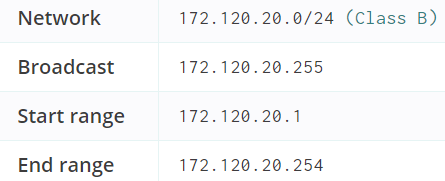 Network 172.120.20.0/24 (Class B)
Broadcast 172.120.20.255
Start range 172.120.20.1
End range 172.120.20.254